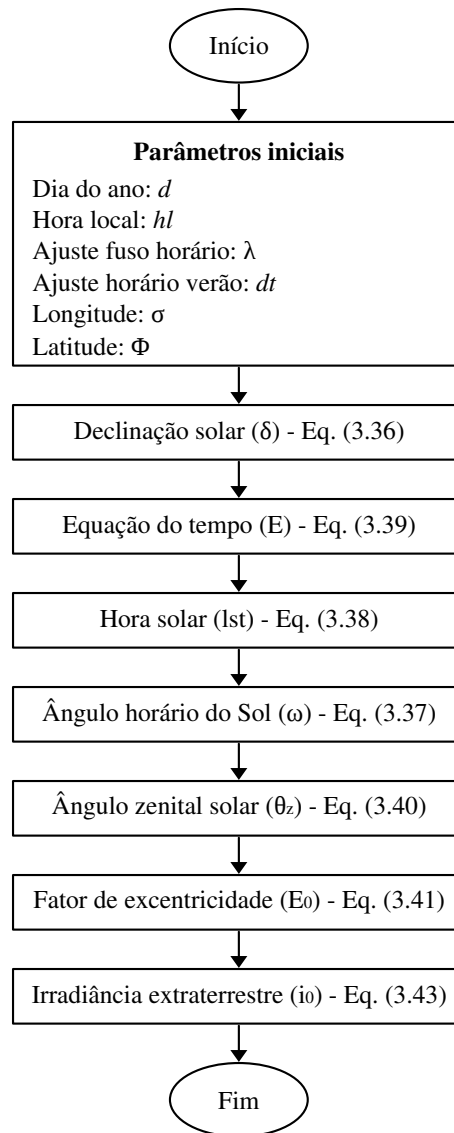 Início
Parâmetros iniciais
Dia do ano: d
Hora local: hl
Ajuste fuso horário: λ
Ajuste horário verão: dt
Longitude: σ
Latitude: Φ
Declinação solar (δ) - Eq. (3.36)
Equação do tempo (E) - Eq. (3.39)
Hora solar (lst) - Eq. (3.38)
Ângulo horário do Sol (ω) - Eq. (3.37)
Ângulo zenital solar (θz) - Eq. (3.40)
Fator de excentricidade (E0) - Eq. (3.41)
Irradiância extraterrestre (i0) - Eq. (3.43)
Fim